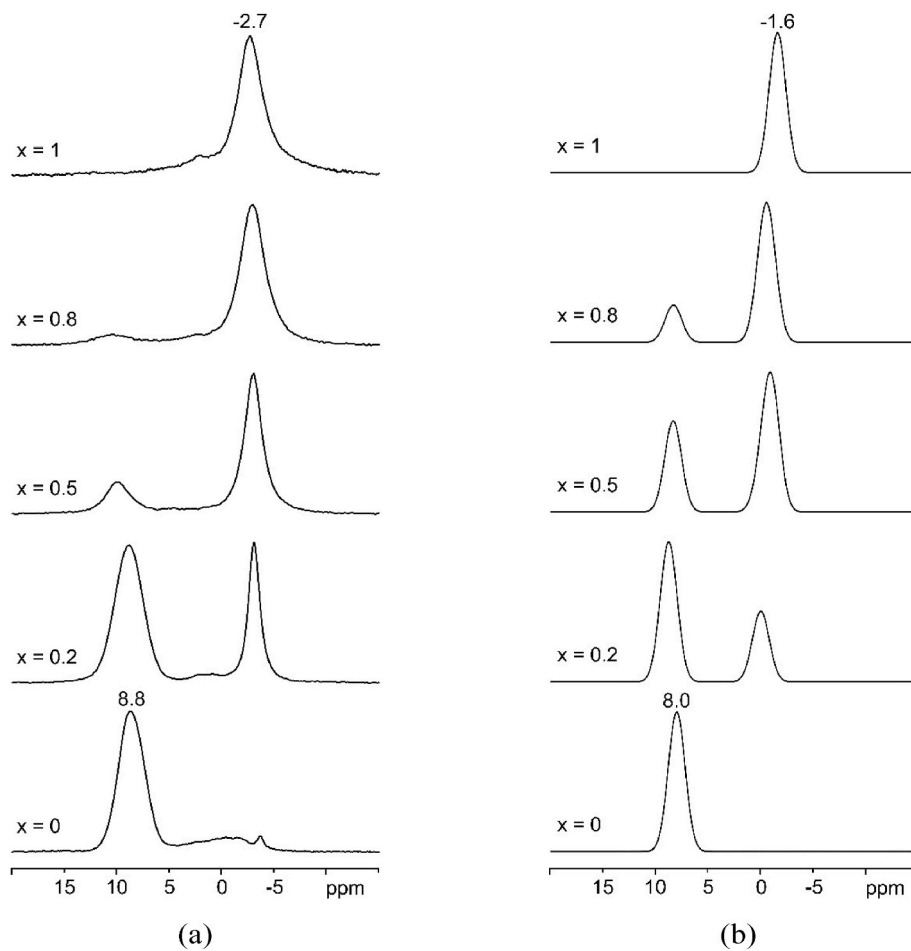 -2.7
x = 1
x = 0.8
x = 0.5
x = 0.2
8.8
x = 0
15 10 5 0 -5 ppm
(a)
-1.6
x = 1
x = 0.8
x = 0.5
x = 0.2
8.0
x = 0
15 10 5 0 -5 ppm
(b)